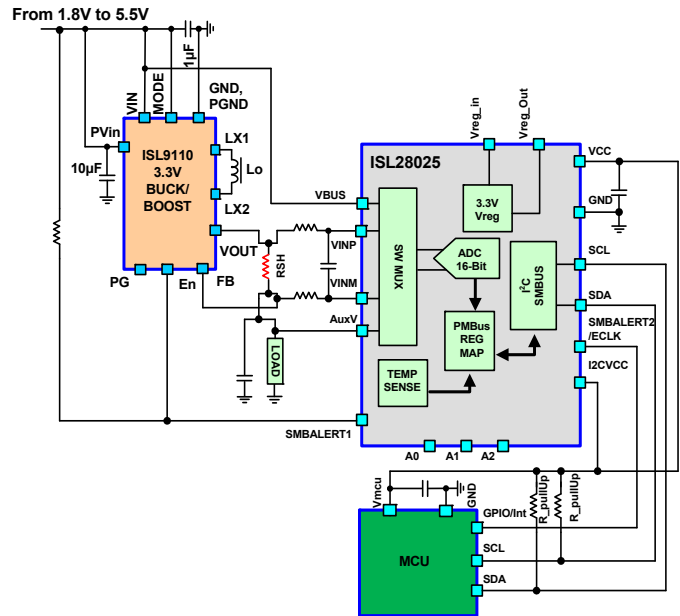 From 1.8V to 5.5V
1µF
VIN
MODE
GND,
PGND
PVin
10µF
ISL9110
3.3V
BUCK/
BOOST
LX1
Lo
LX2
VOUT
PG
En
FB
RSH
LOAD
VBUS
VINP
VINM
AuxV
SMBALERT1
Vreg_in
Vreg_Out
ISL28025
SW MUX
3.3V
Vreg
ADC
16-Bit
I²C
SMBUS
PMBus
REG
MAP
TEMP
SENSE
A0
A1
A2
VCC
GND
SCL
SDA
SMBALERT2
/ECLK
I2CVCC
Vmcu
GND
R_pullUp
R_pullUp
GPIO/Int
SCL
SDA
MCU